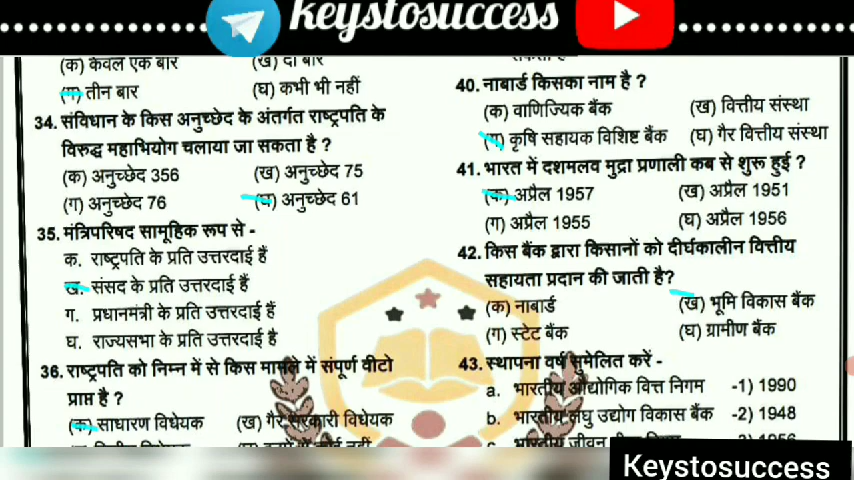 keystosuccess
(क) केवल एक बार (ख) दो बार
(ग) तीन बार (घ) कभी भी नहीं
34. संविधान के किस अनुच्छेद के अंतर्गत राष्ट्रपति के
विरुद्ध महाभियोग चलाया जा सकता है ?
(क) अनुच्छेद 356 (ख) अनुच्छेद 75
(ग) अनुच्छेद 76 (घ) अनुच्छेद 61
35. मंत्रिपरिषद सामूहिक रूप से -
क. राष्ट्रपति के प्रति उत्तरदाई हैं
ख. संसद के प्रति उत्तरदाई हैं
ग. प्रधानमंत्री के प्रति उत्तरदाई हैं
घ. राज्यसभा के प्रति उत्तरदाई है
36. राष्ट्रपति को निम्न में से किस मामले में संपूर्ण वीटो
प्राप्त है ?
(क) साधारण विधेयक (ख) गैर सरकारी विधेयक
40. नाबार्ड किसका नाम है ?
(क) वाणिज्यिक बैंक (ख) वित्तीय संस्था
(ग) कृषि सहायक विशिष्ट बैंक (घ) गैर वित्तीय संस्था
41. भारत में दशमलव मुद्रा प्रणाली कब से शुरू हुई ?
(क) अप्रैल 1957 (ख) अप्रैल 1951
(ग) अप्रैल 1955 (घ) अप्रैल 1956
42. किस बैंक द्वारा किसानों को दीर्घकालीन वित्तीय
सहायता प्रदान की जाती है?
(क) नाबार्ड (ख) भूमि विकास बैंक
(ग) स्टेट बैंक (घ) ग्रामीण बैंक
43. स्थापना वर्ष सुमेलित करें -
a. भारतीय औद्योगिक वित्त निगम -1) 1990
b. भारतीय लघु उद्योग विकास बैंक -2) 1948
Keystosuccess